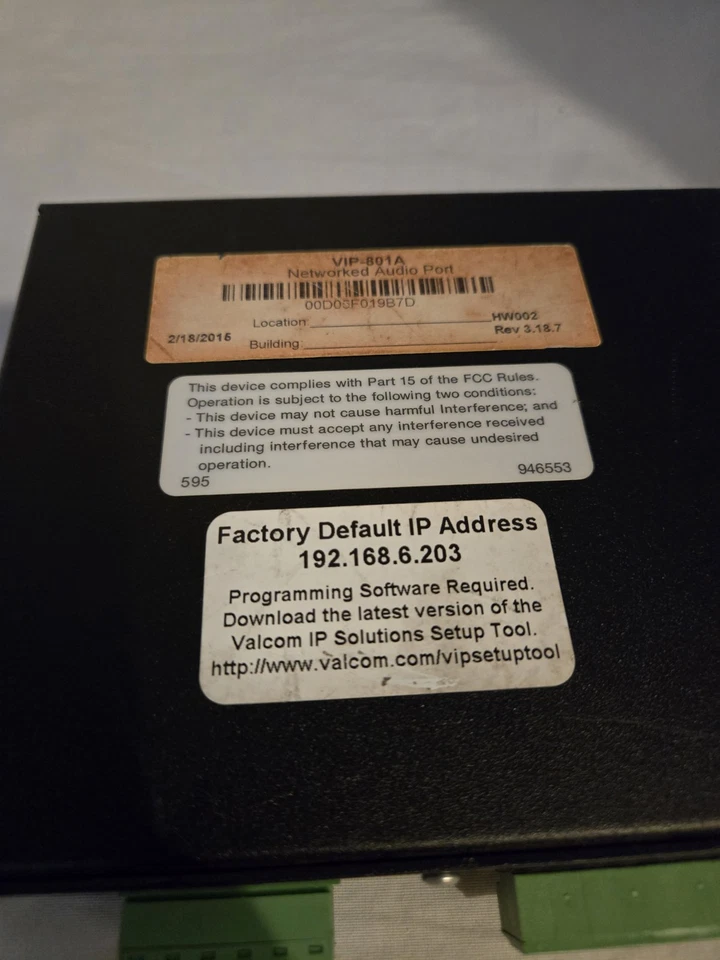 VIP-801A
Networked Audio Port
00D05F019B7D
Location
HW002
2/18/2015
Building
Rev 3.18.7
This device complies with Part 15 of the FCC Rules.
Operation is subject to the following two conditions:
- This device may not cause harmful Interference; and
- This device must accept any interference received
including interference that may cause undesired
operation.
595
946553
Factory Default IP Address
192.168.6.203
Programming Software Required.
Download the latest version of the
Valcom IP Solutions Setup Tool.
http://www.valcom.com/vipsetuptool